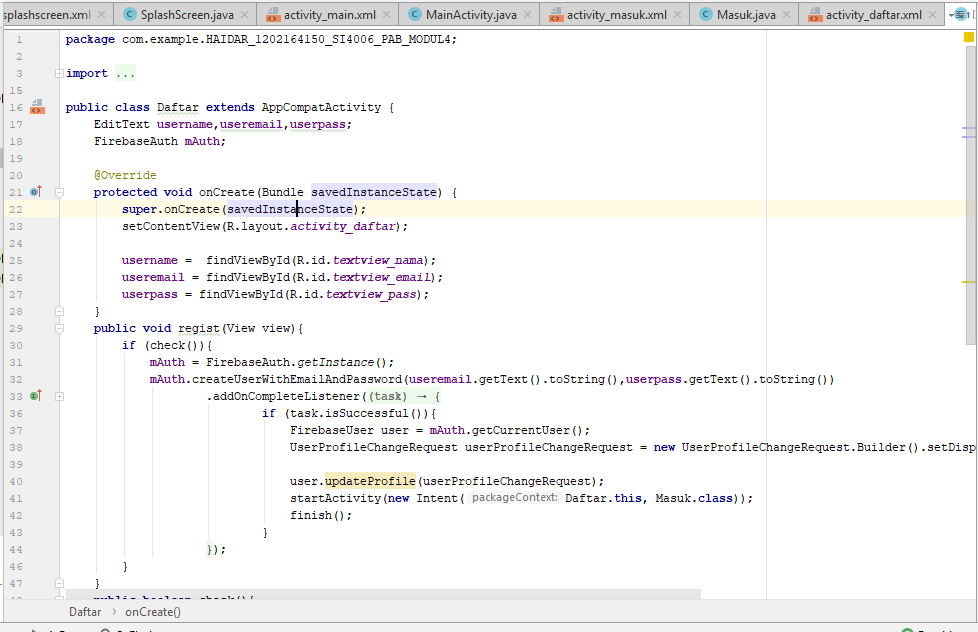 splashscreen.xml SplashScreen.java activity_main.xml MainActivity.java activity_masuk.xml Masuk.java activity_daftar.xml
1 package com.example.HAIDAR_1202164150_SI4006_PAB_MODUL4;
2
3 import ...
15
16 public class Daftar extends AppCompatActivity {
17 EditText username,useremail,userpass;
18 FirebaseAuth mAuth;
19
20 @Override
21 protected void onCreate(Bundle savedInstanceState) {
22 super.onCreate(savedInstanceState);
23 setContentView(R.layout.activity_daftar);
24
25 username =  findViewById(R.id.textview_nama);
26 useremail = findViewById(R.id.textview_email);
27 userpass = findViewById(R.id.textview_pass);
28 }
29 public void regist(View view){
30 if (check()){
31 mAuth = FirebaseAuth.getInstance();
32 mAuth.createUserWithEmailAndPassword(useremail.getText().toString(),userpass.getText().toString())
33 .addOnCompleteListener((task) → {
36 if (task.isSuccessful()){
37 FirebaseUser user = mAuth.getCurrentUser();
38 UserProfileChangeRequest userProfileChangeRequest = new UserProfileChangeRequest.Builder().setDisp
39
40 user.updateProfile(userProfileChangeRequest);
41 startActivity(new Intent( packageContext: Daftar.this, Masuk.class));
42 finish();
43 }
44 });
46 }
47 }
public boolean check(){
Daftar > onCreate()